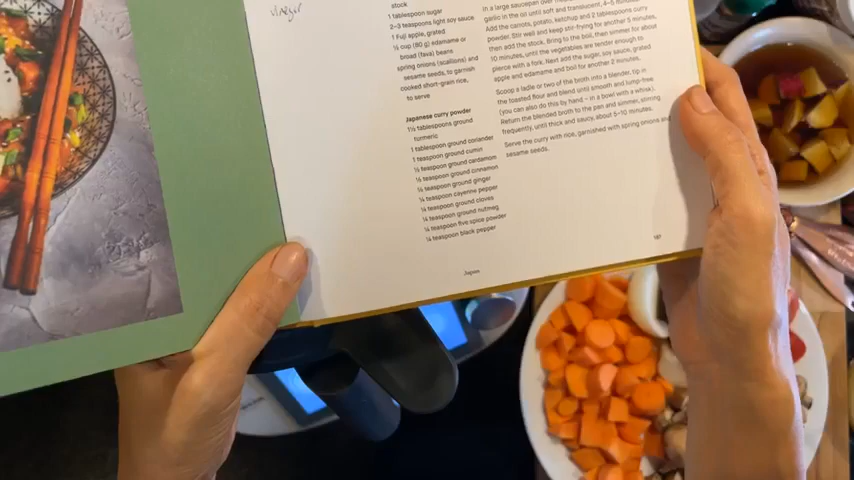 vinegar
stock
1 tablespoon sugar
2–3 teaspoons light soy sauce
1 Fuji apple, grated
½ cup (80 g) edamame or
broad (fava) beans
spring onions (scallions) and
sesame seeds, to garnish
cooked short-grain rice,
to serve
Japanese curry powder
1½ tablespoons ground
turmeric
1 tablespoon ground coriander
1 teaspoon ground cumin
½ teaspoon ground cardamom
½ teaspoon ground cinnamon
½ teaspoon ground ginger
¼ teaspoon cayenne pepper
¼ teaspoon ground cloves
¼ teaspoon ground nutmeg
¼ teaspoon five spice powder
¼ teaspoon black pepper
In a large saucepan over
garlic in the oil until soft and translucent, 4–5 minutes.
Add the carrots, potato, ketchup and 2 tablespoons curry
powder. Stir well and keep stir-frying for another 5 minutes,
then add the stock. Bring to the boil, then simmer for about
10 minutes, until the vegetables are tender enough to
pierce with a fork. Next add the sugar, soy sauce, grated
apple and edamame and boil for another 2 minutes.
Scoop a ladle or two of the broth into a blender, tip in
the toasted flour and blend until smooth and lump-free
(you can also do this by hand – in a bowl with a whisk).
Return the blended broth to the pan and simmer, stirring
frequently, until thick and saucy, about 5–10 minutes.
Serve the curry with rice, garnished with spring onions and
sesame seeds.
Japan